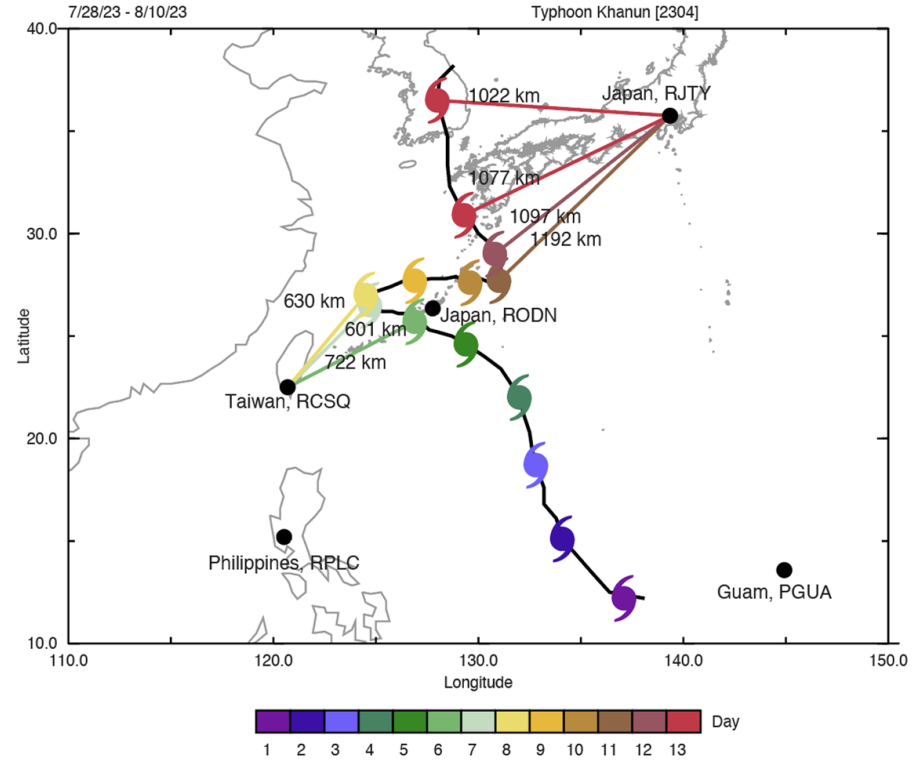 7/28/23 - 8/10/23 Typhoon Khanun [2304]
40.0
1022 km
Japan, RJTY
1077 km
1097 km
30.0
1192 km
630 km
Japan, RODN
601 km
Latitude
722 km
Taiwan, RCSQ
20.0
Philippines, RPLC
Guam, PGUA
10.0
110.0 120.0 130.0 140.0 150.0
Longitude
Day
1 2 3 4 5 6 7 8 9 10 11 12 13